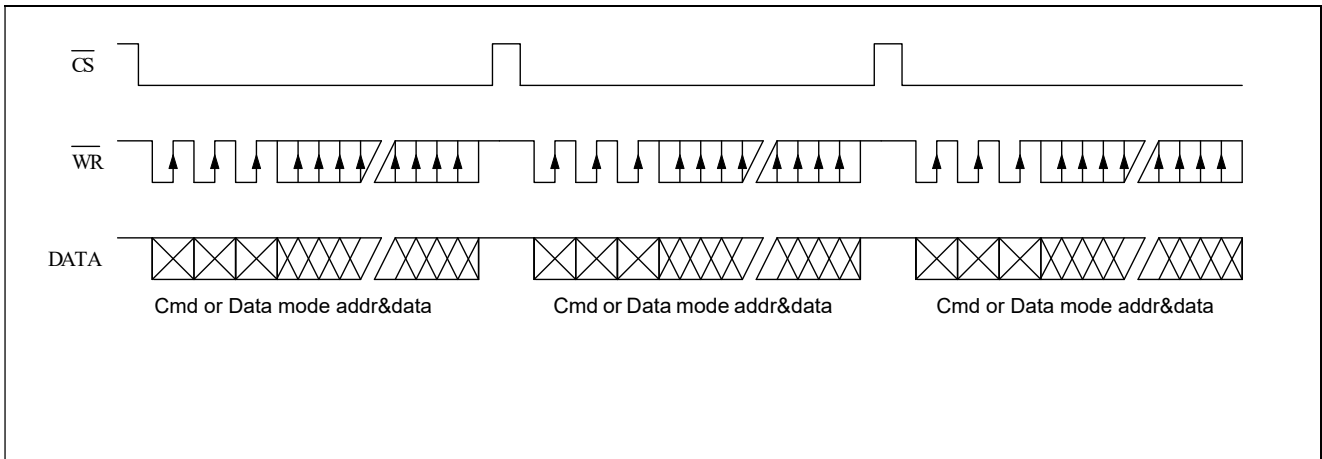 CS
WR
DATA
Cmd or Data mode addr&data Cmd or Data mode addr&data Cmd or Data mode addr&data